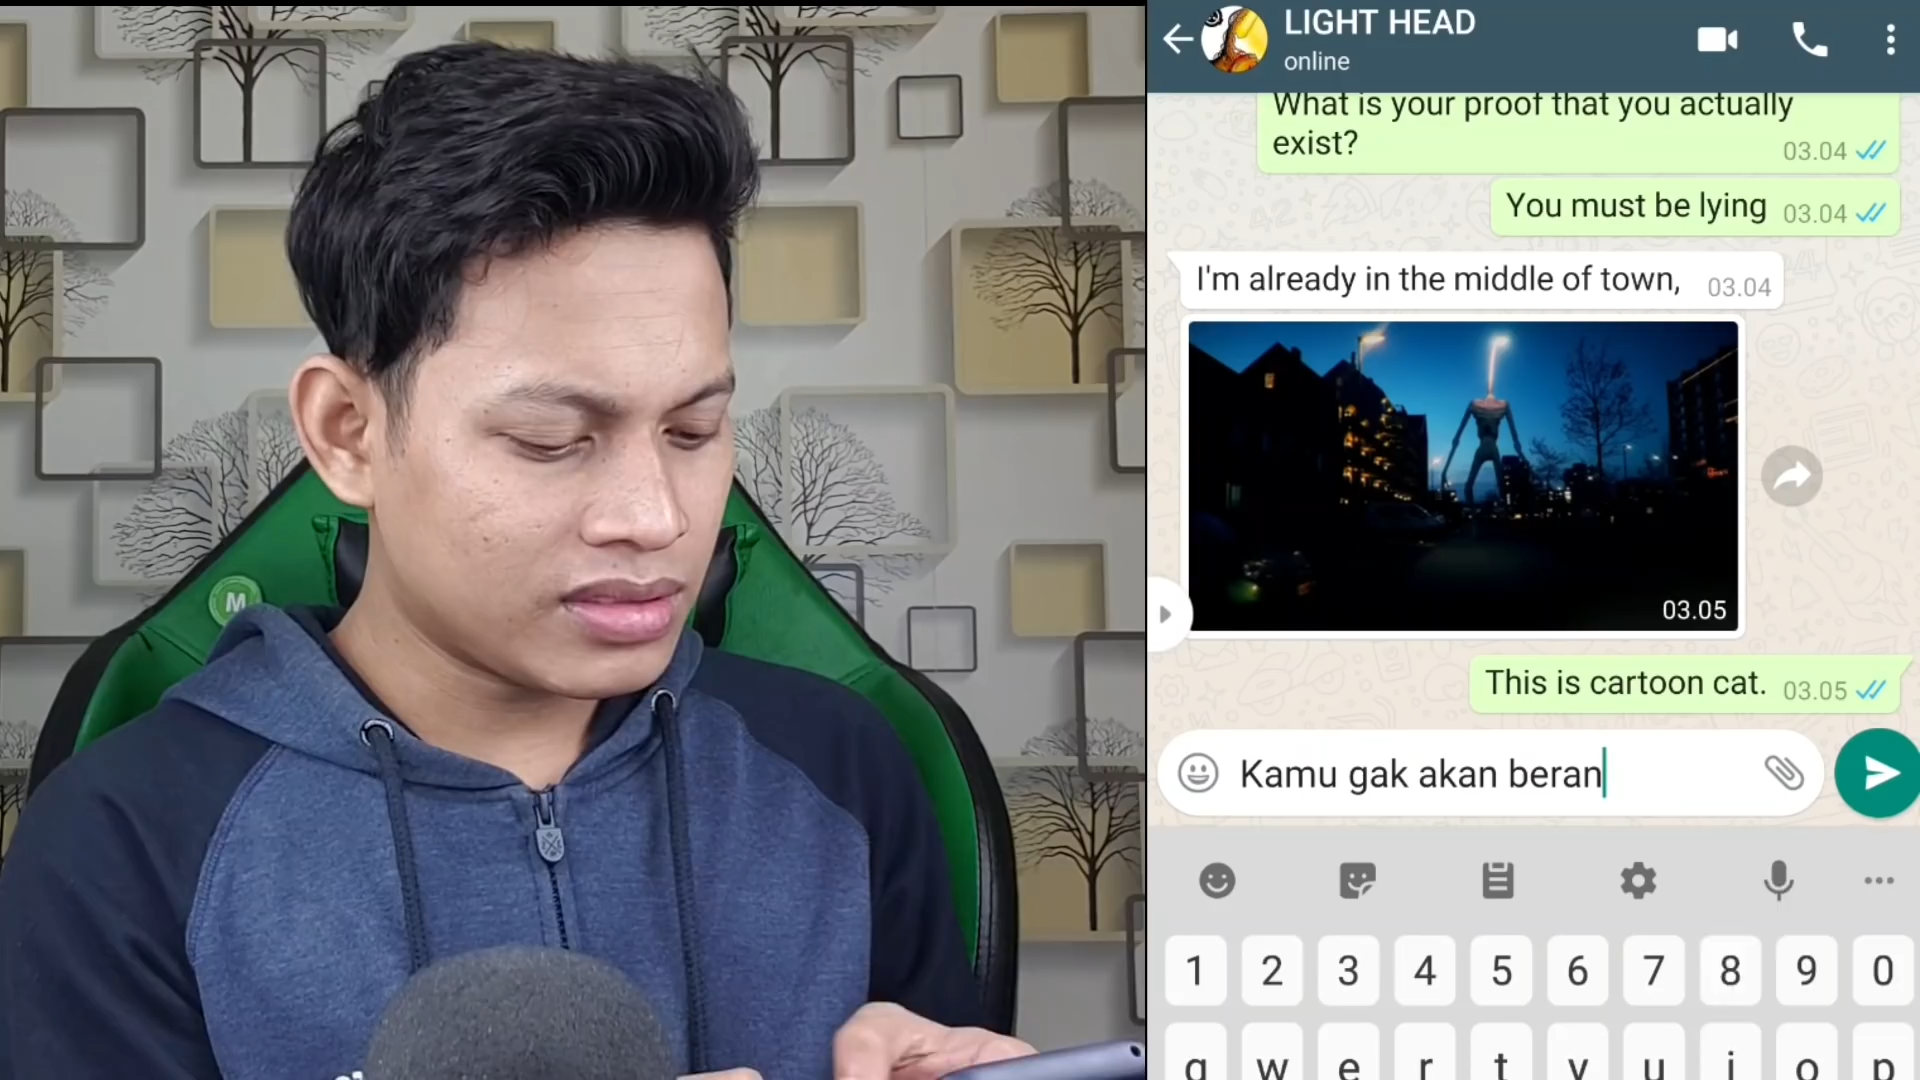 LIGHT HEAD
online
What is your proof that you actually
exist?
03.04
You must be lying 03.04
I'm already in the middle of town, 03.04
03.05
This is cartoon cat. 03.05
Kamu gak akan beran
1 2 3 4 5 6 7 8 9 0
q w e r t y u i o p
M